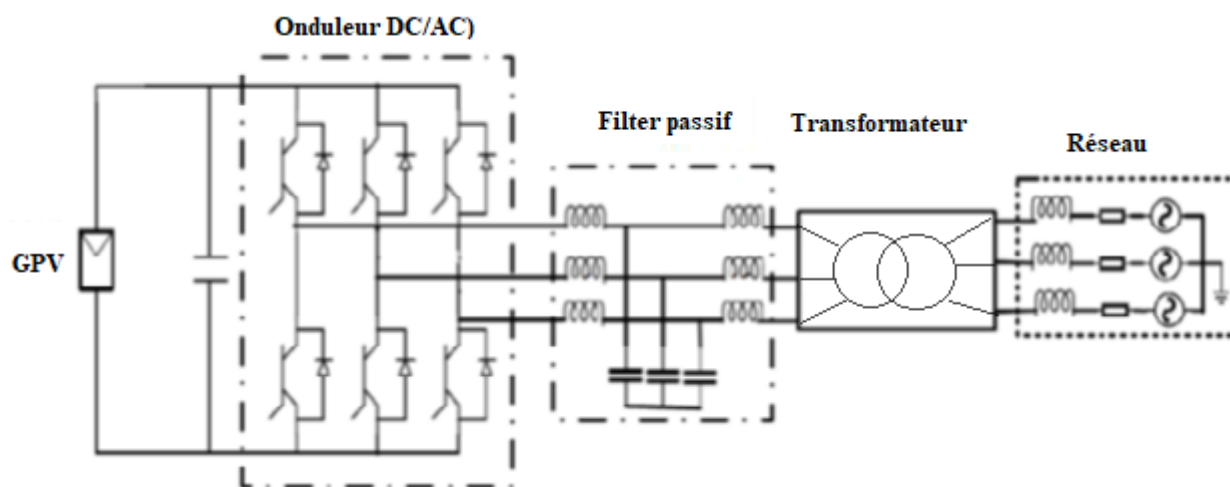 Onduleur DC/AC)
Filter passif
Transformateur
Réseau
GPV